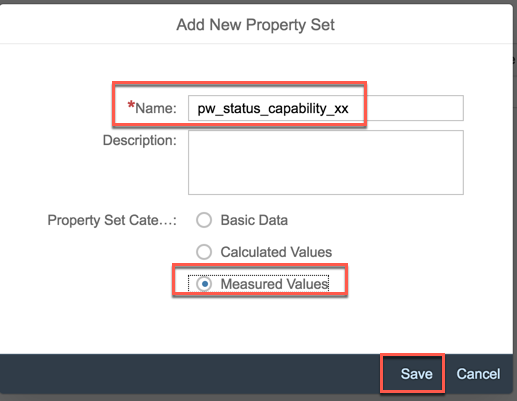 Add New Property Set
*Name: pw_status_capability_xx
Description:
Property Set Cate...: Basic Data
Calculated Values
Measured Values
Save Cancel